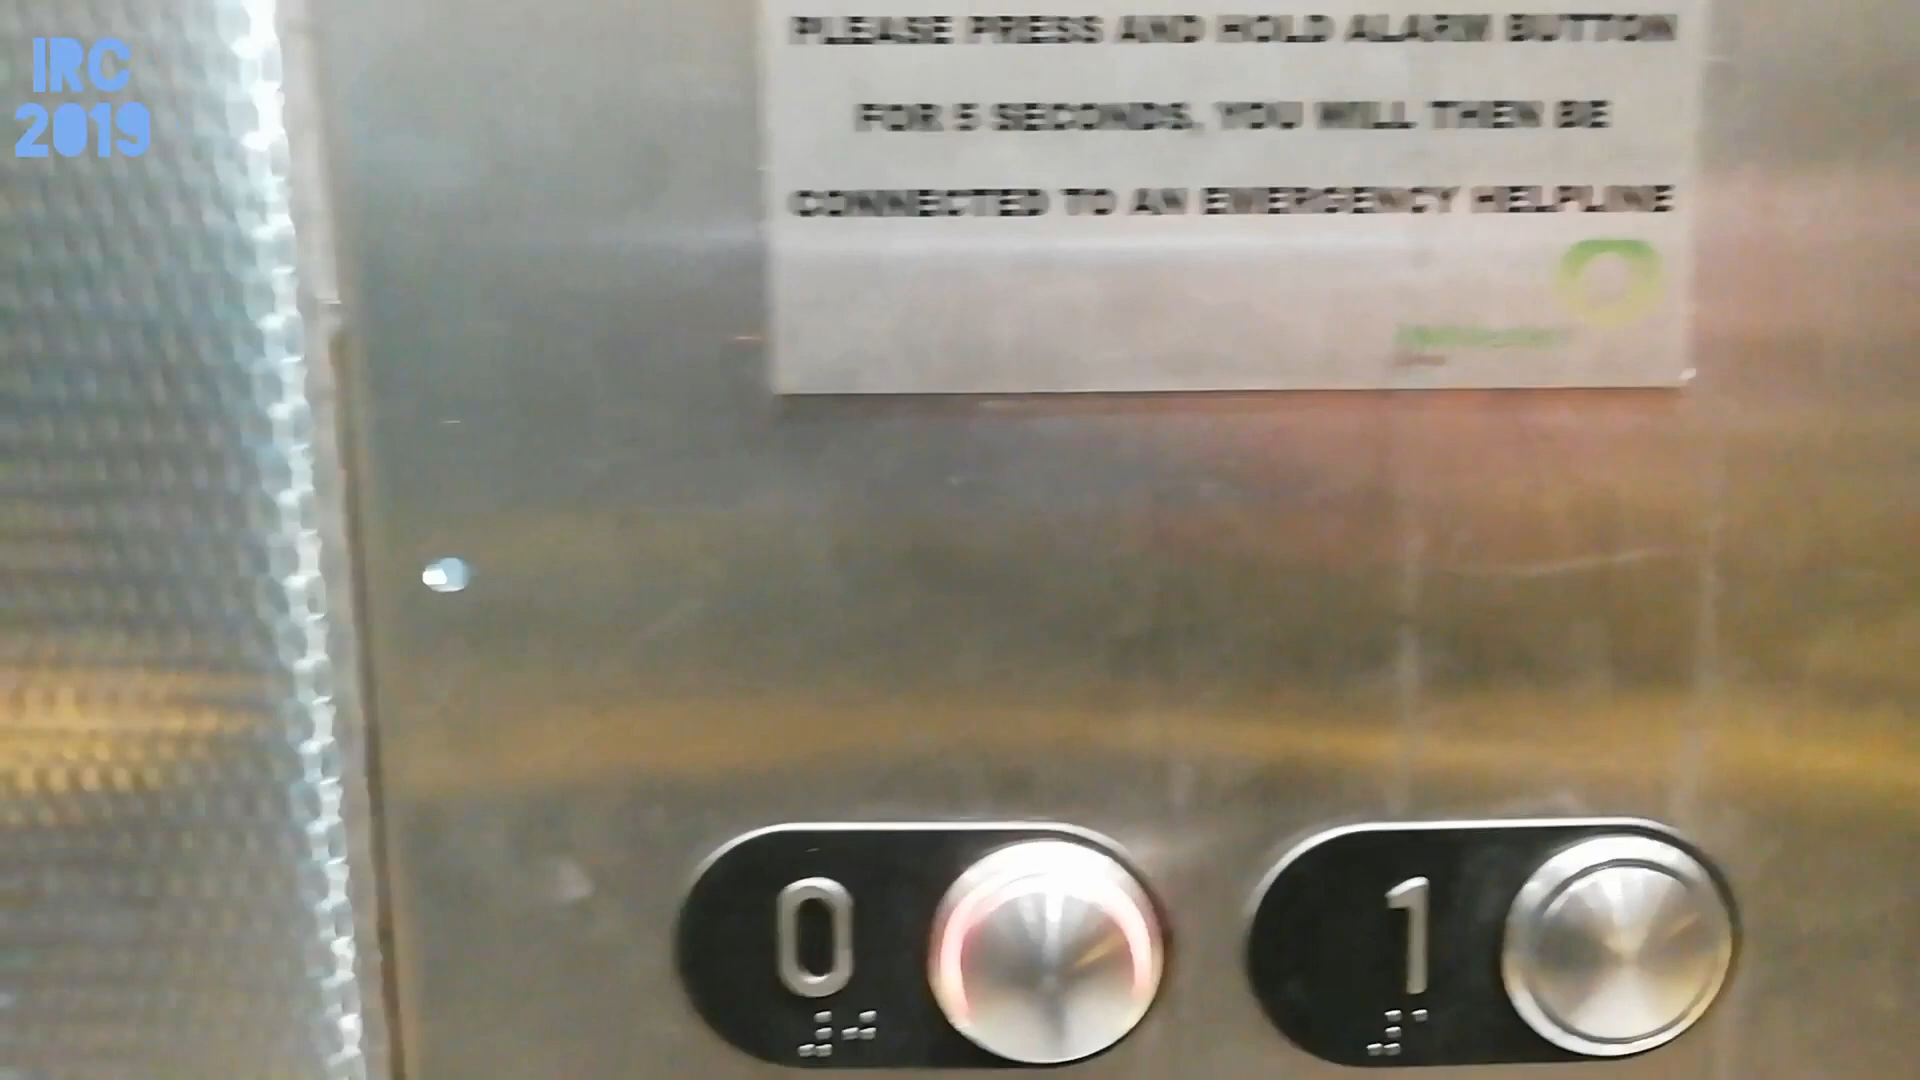 IRC
2019
PLEASE PRESS AND HOLD ALARM BUTTON
FOR 5 SECONDS, YOU WILL THEN BE
CONNECTED TO AN EMERGENCY HELPLINE
0
1